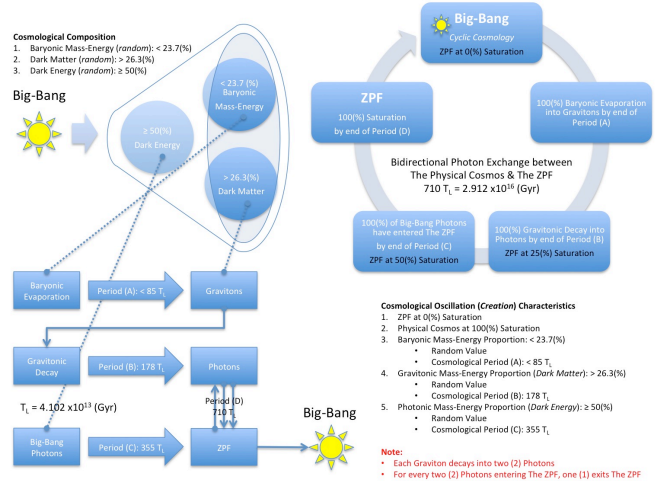 Cosmological Composition
1. Baryonic Mass-Energy (random): < 23.7(%)
2. Dark Matter (random): > 26.3(%)
3. Dark Energy (random): ≥ 50(%)
Big-Bang
≥ 50(%)
Dark Energy
< 23.7 (%)
Baryonic
Mass-Energy
> 26.3(%)
Dark Matter
Baryonic
Evaporation
Period (A): < 85 T_L
Gravitons
Gravitonic
Decay
Period (B): 178 T_L
Photons
Period (D)
710 T_L
T_L = 4.102 x10¹³ (Gyr)
Big-Bang
Photons
Period (C): 355 T_L
ZPF
Big-Bang
Big-Bang
Cyclic Cosmology
ZPF at 0(%) Saturation
100(%) Baryonic Evaporation
into Gravitons by end of
Period (A)
100(%) Gravitonic Decay into
Photons by end of Period (B)
ZPF at 25(%) Saturation
100(%) of Big-Bang Photons
have entered The ZPF
by end of Period (C)
ZPF at 50(%) Saturation
ZPF
100(%) Saturation
by end of Period (D)
Bidirectional Photon Exchange between
The Physical Cosmos & The ZPF
710 T_L = 2.912 x10¹⁶ (Gyr)
Cosmological Oscillation (Creation) Characteristics
1. ZPF at 0(%) Saturation
2. Physical Cosmos at 100(%) Saturation
3. Baryonic Mass-Energy Proportion: < 23.7(%)
• Random Value
• Cosmological Period (A): < 85 T_L
4. Gravitonic Mass-Energy Proportion (Dark Matter): > 26.3(%)
• Random Value
• Cosmological Period (B): 178 T_L
5. Photonic Mass-Energy Proportion (Dark Energy): ≥ 50(%)
• Random Value
• Cosmological Period (C): 355 T_L
Note:
• Each Graviton decays into two (2) Photons
• For every two (2) Photons entering The ZPF, one (1) exits The ZPF